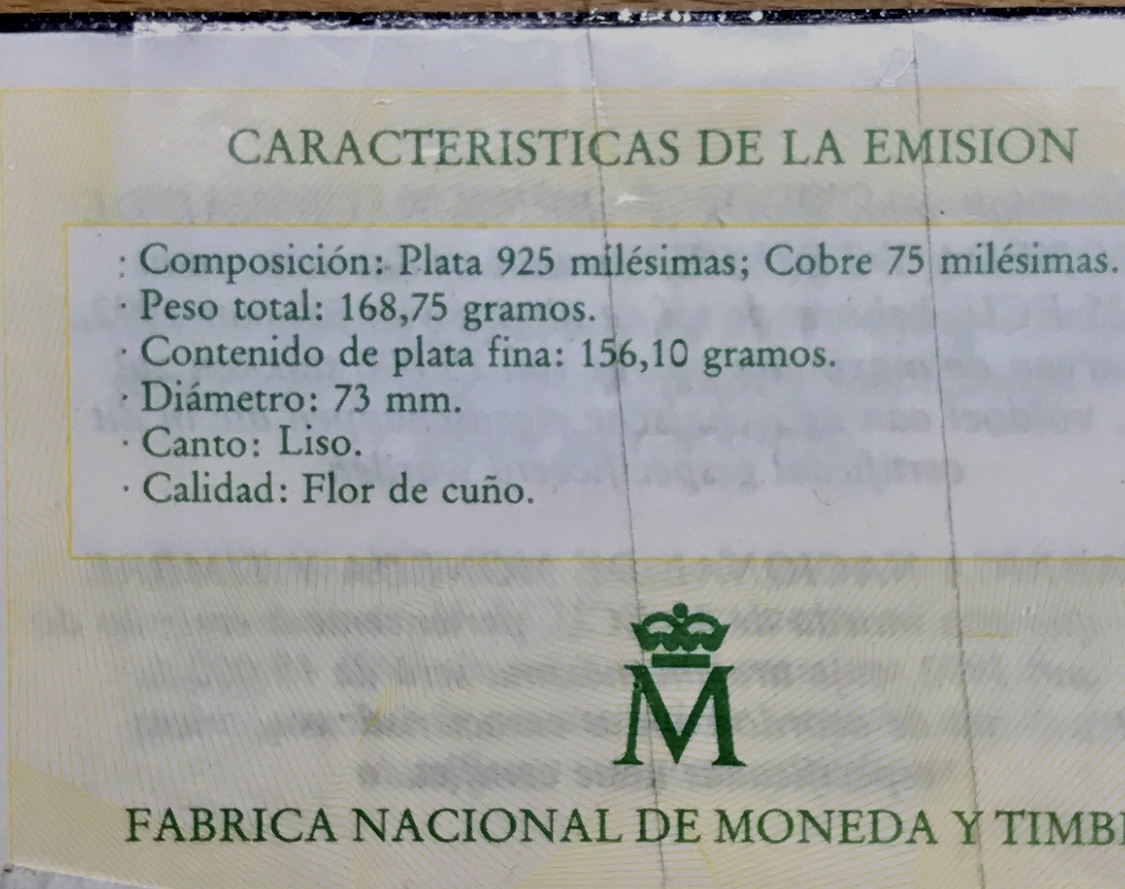 CARACTERISTICAS DE LA EMISION
· Composición: Plata 925 milésimas; Cobre 75 milésimas.
· Peso total: 168,75 gramos.
· Contenido de plata fina: 156,10 gramos.
· Diámetro: 73 mm.
· Canto: Liso.
· Calidad: Flor de cuño.
M
FABRICA NACIONAL DE MONEDA Y TIMB